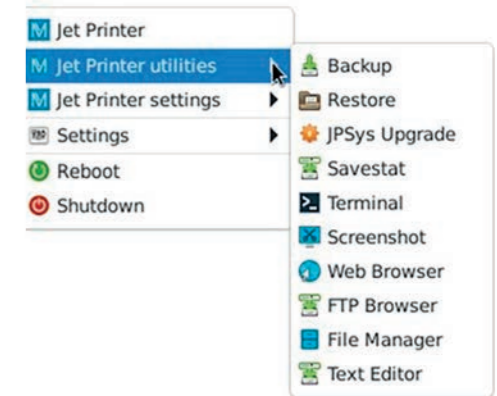 Jet Printer
Jet Printer utilities
Jet Printer settings
Settings
Reboot
Shutdown
Backup
Restore
JPSys Upgrade
Savestat
Terminal
Screenshot
Web Browser
FTP Browser
File Manager
Text Editor